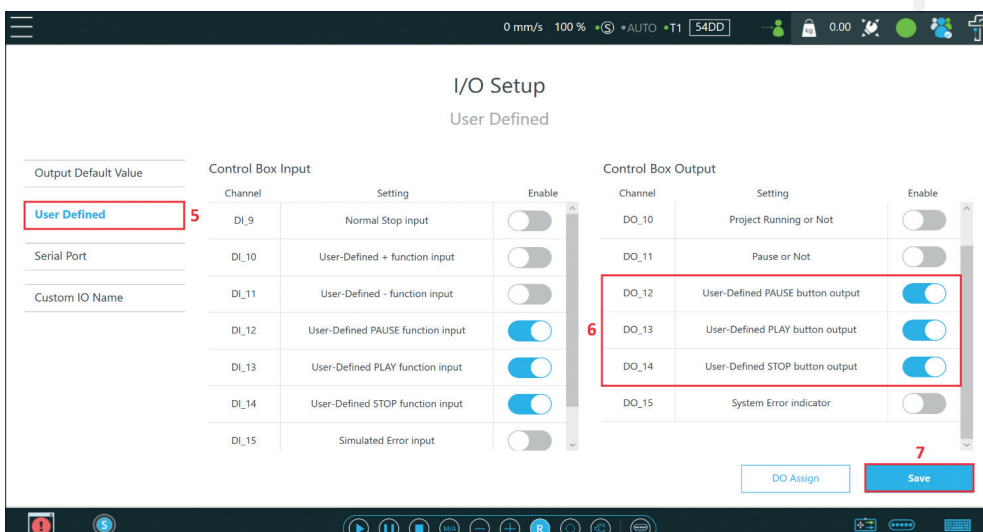 0 mm/s 100 % S AUTO T1 54DD kg 0.00
I/O Setup
User Defined
Output Default Value
User Defined
5
Serial Port
Custom IO Name
Control Box Input
Channel Setting Enable
DI_9 Normal Stop input
DI_10 User-Defined + function input
DI_11 User-Defined - function input
DI_12 User-Defined PAUSE function input
DI_13 User-Defined PLAY function input
DI_14 User-Defined STOP function input
DI_15 Simulated Error input
Control Box Output
Channel Setting Enable
DO_10 Project Running or Not
DO_11 Pause or Not
6
DO_12 User-Defined PAUSE button output
DO_13 User-Defined PLAY button output
DO_14 User-Defined STOP button output
DO_15 System Error indicator
7
DO Assign Save
S M/A R